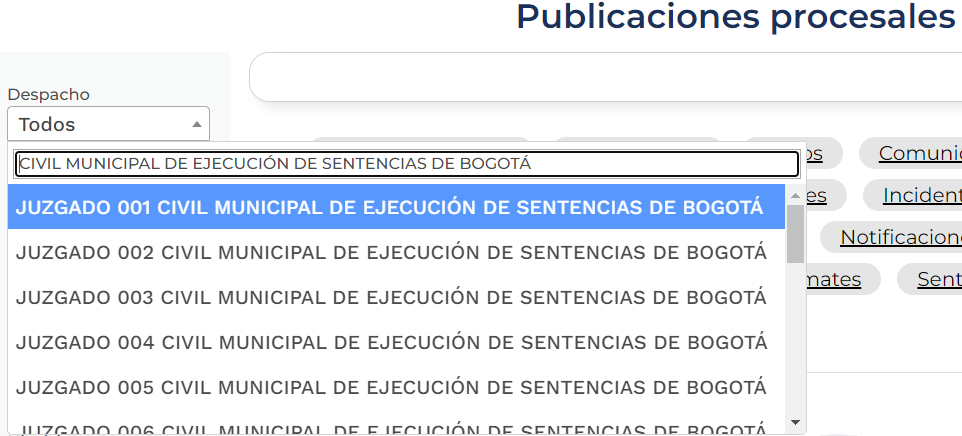 Publicaciones procesales
Despacho
Todos
CIVIL MUNICIPAL DE EJECUCIÓN DE SENTENCIAS DE BOGOTÁ
JUZGADO 001 CIVIL MUNICIPAL DE EJECUCIÓN DE SENTENCIAS DE BOGOTÁ
JUZGADO 002 CIVIL MUNICIPAL DE EJECUCIÓN DE SENTENCIAS DE BOGOTÁ
JUZGADO 003 CIVIL MUNICIPAL DE EJECUCIÓN DE SENTENCIAS DE BOGOTÁ
JUZGADO 004 CIVIL MUNICIPAL DE EJECUCIÓN DE SENTENCIAS DE BOGOTÁ
JUZGADO 005 CIVIL MUNICIPAL DE EJECUCIÓN DE SENTENCIAS DE BOGOTÁ
JUZGADO 006 CIVIL MUNICIPAL DE EJECUCIÓN DE SENTENCIAS DE BOGOTÁ
os Comunic
es Incident
Notificacion
mates Sent